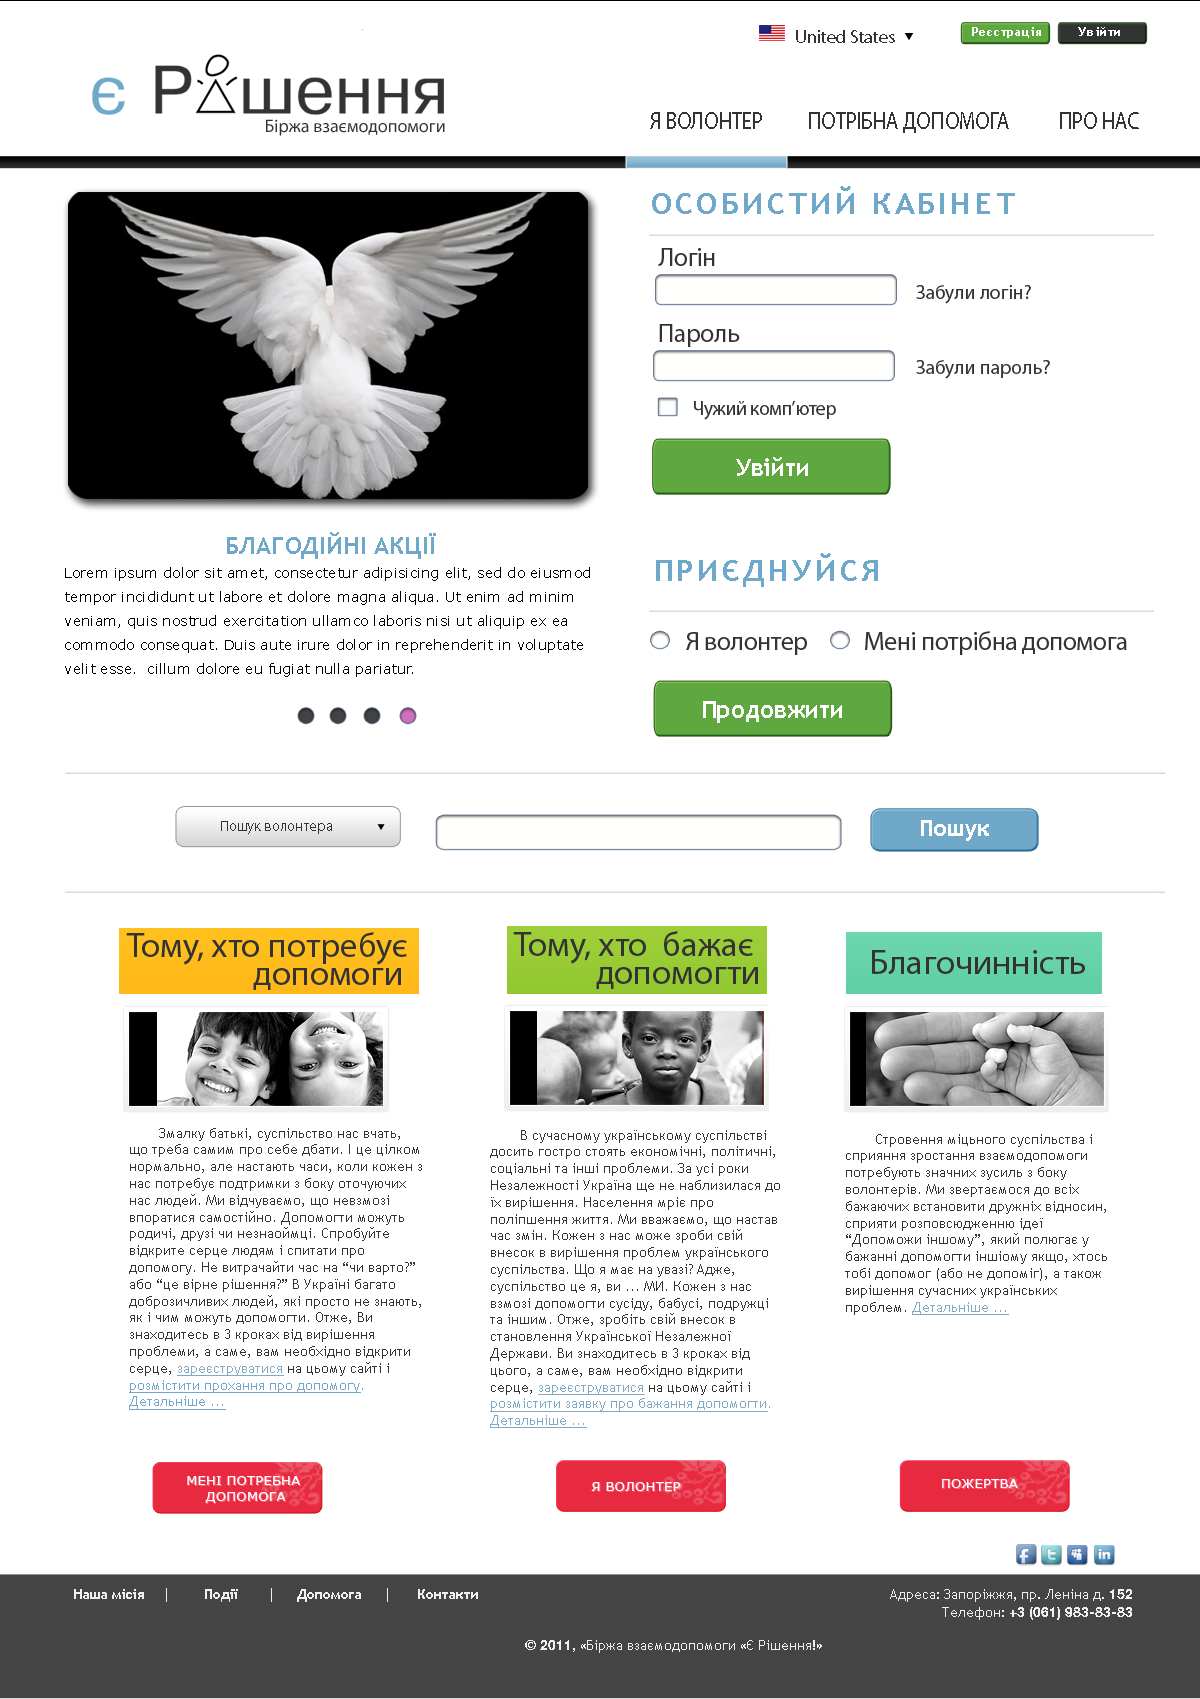 United States
Реєстрація
Увійти
є Рішення
Біржа взаємодопомоги
Я ВОЛОНТЕР
ПОТРІБНА ДОПОМОГА
ПРО НАС
ОСОБИСТИЙ КАБІНЕТ
Логін
Забули логін?
Пароль
Забули пароль?
Чужий комп’ютер
Увійти
БЛАГОДІЙНІ АКЦІЇ
Lorem ipsum dolor sit amet, consectetur adipisicing elit, sed do eiusmod
tempor incididunt ut labore et dolore magna aliqua. Ut enim ad minim
veniam, quis nostrud exercitation ullamco laboris nisi ut aliquip ex ea
commodo consequat. Duis aute irure dolor in reprehenderit in voluptate
velit esse. cillum dolore eu fugiat nulla pariatur.
ПРИЄДНУЙСЯ
Я волонтер
Мені потрібна допомога
Продовжити
Пошук волонтера
Пошук
Тому, хто потребує
допомоги
Змалку батькі, суспільство нас вчать,
що треба самим про себе дбати. І це цілком
нормально, але настають часи, коли кожен з
нас потребує подтримки з боку оточуючих
нас людей. Ми відчуваємо, що невзмозі
впоратися самостійно. Допомогти можуть
родичі, друзі чи незнаоймці. Спробуйте
відкрите серце людям і спитати про
допомогу. Не витрачайти час на “чи варто?”
або “це вірне рішення?” В Україні багато
доброзичливих людей, які просто не знають,
як і чим можуть допомогти. Отже, Ви
знаходитесь в 3 кроках від вирішення
проблеми, а саме, вам необхідно відкрити
серце, зареєструватися на цьому сайті і
розмістити прохання про допомогу.
Детальніше ...
МЕНІ ПОТРЕБНА
ДОПОМОГА
Тому, хто бажає
допомогти
В сучасному українському суспільстві
досить гостро стоять економічні, політичні,
соціальні та інші проблеми. За усі роки
Незалежності Україна ще не наблизилася до
їх вирішення. Населення мріє про
поліпшення життя. Ми вважаємо, що настав
час змін. Кожен з нас може зроби свій
внесок в вирішення проблем українського
суспільства. Що я має на увазі? Адже,
суспільство це я, ви ... МИ. Кожен з нас
взмозі допомогти сусіду, бабусі, подружці
та іншим. Отже, зробіть свій внесок в
становлення Української Незалежної
Держави. Ви знаходитесь в 3 кроках від
цього, а саме, вам необхідно відкрити
серце, зареєструватися на цьому сайті і
розмістити заявку про бажання допомогти.
Детальніше ...
Я ВОЛОНТЕР
Благочинність
Стровення міцьного суспільства і
сприяння зростання взаємодопомоги
потребують значних зусиль з боку
волонтерів. Ми звертаємося до всіх
бажаючих встановити дружніх відносин,
сприяти розповсюдженню ідеї
“Допоможи іншому”, який полюгає у
бажанні допомогти іншіому якщо, хтось
тобі допомог (або не допоміг), а також
вирішення сучасних українських
проблем. Детальніше ...
ПОЖЕРТВА
Наша місія | Події | Допомога | Контакти
Адреса: Запоріжжя, пр. Леніна д. 152
Телефон: +3 (061) 983-83-83
© 2011, «Біржа взаємодопомоги «Є Рішення!»